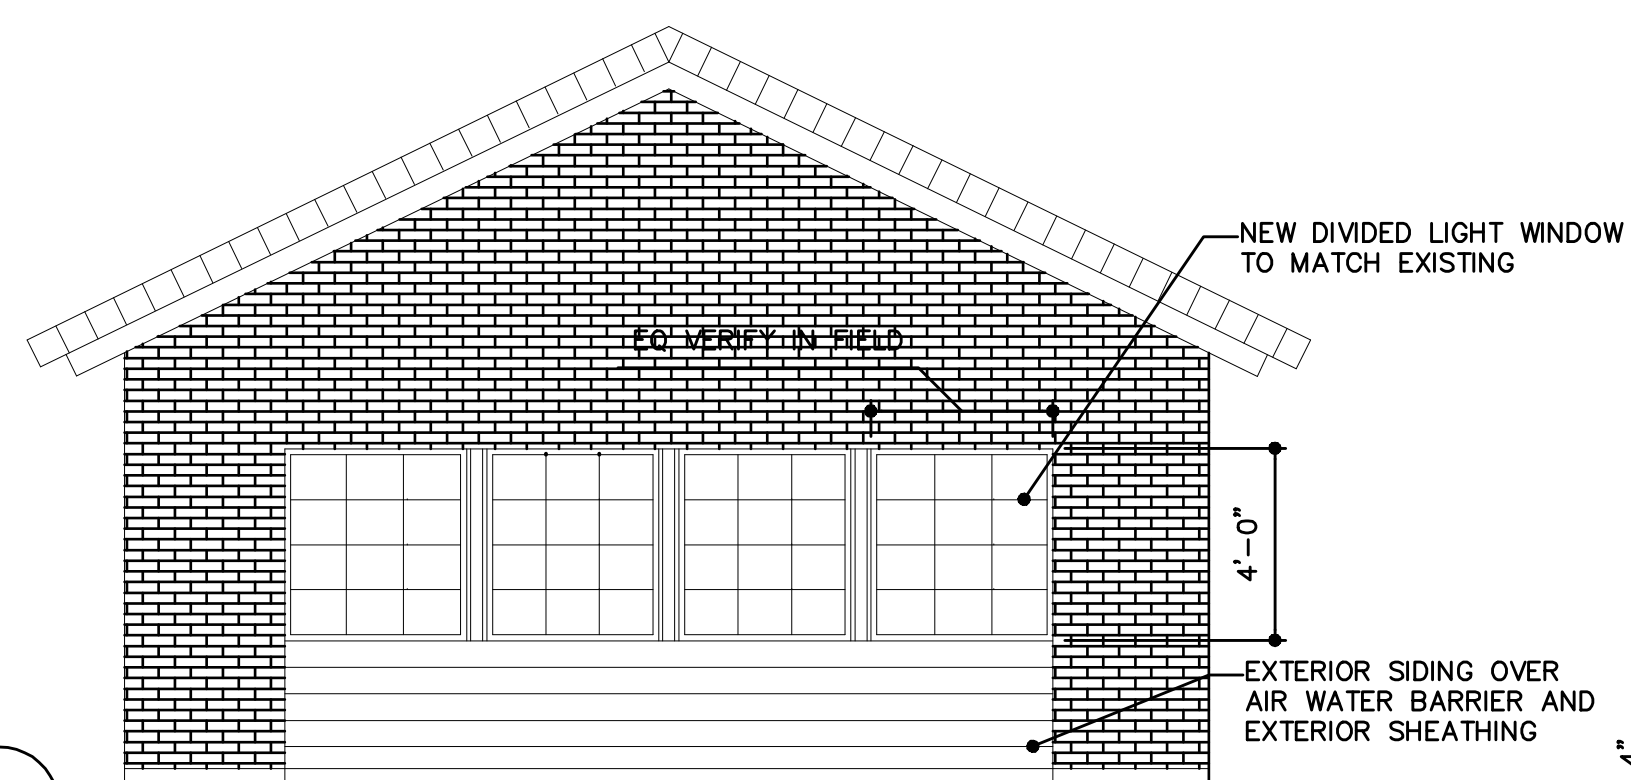 NEW DIVIDED LIGHT WINDOW
TO MATCH EXISTING
EQ VERIFY IN FIELD
4'-0"
EXTERIOR SIDING OVER
AIR WATER BARRIER AND
EXTERIOR SHEATHING
4"